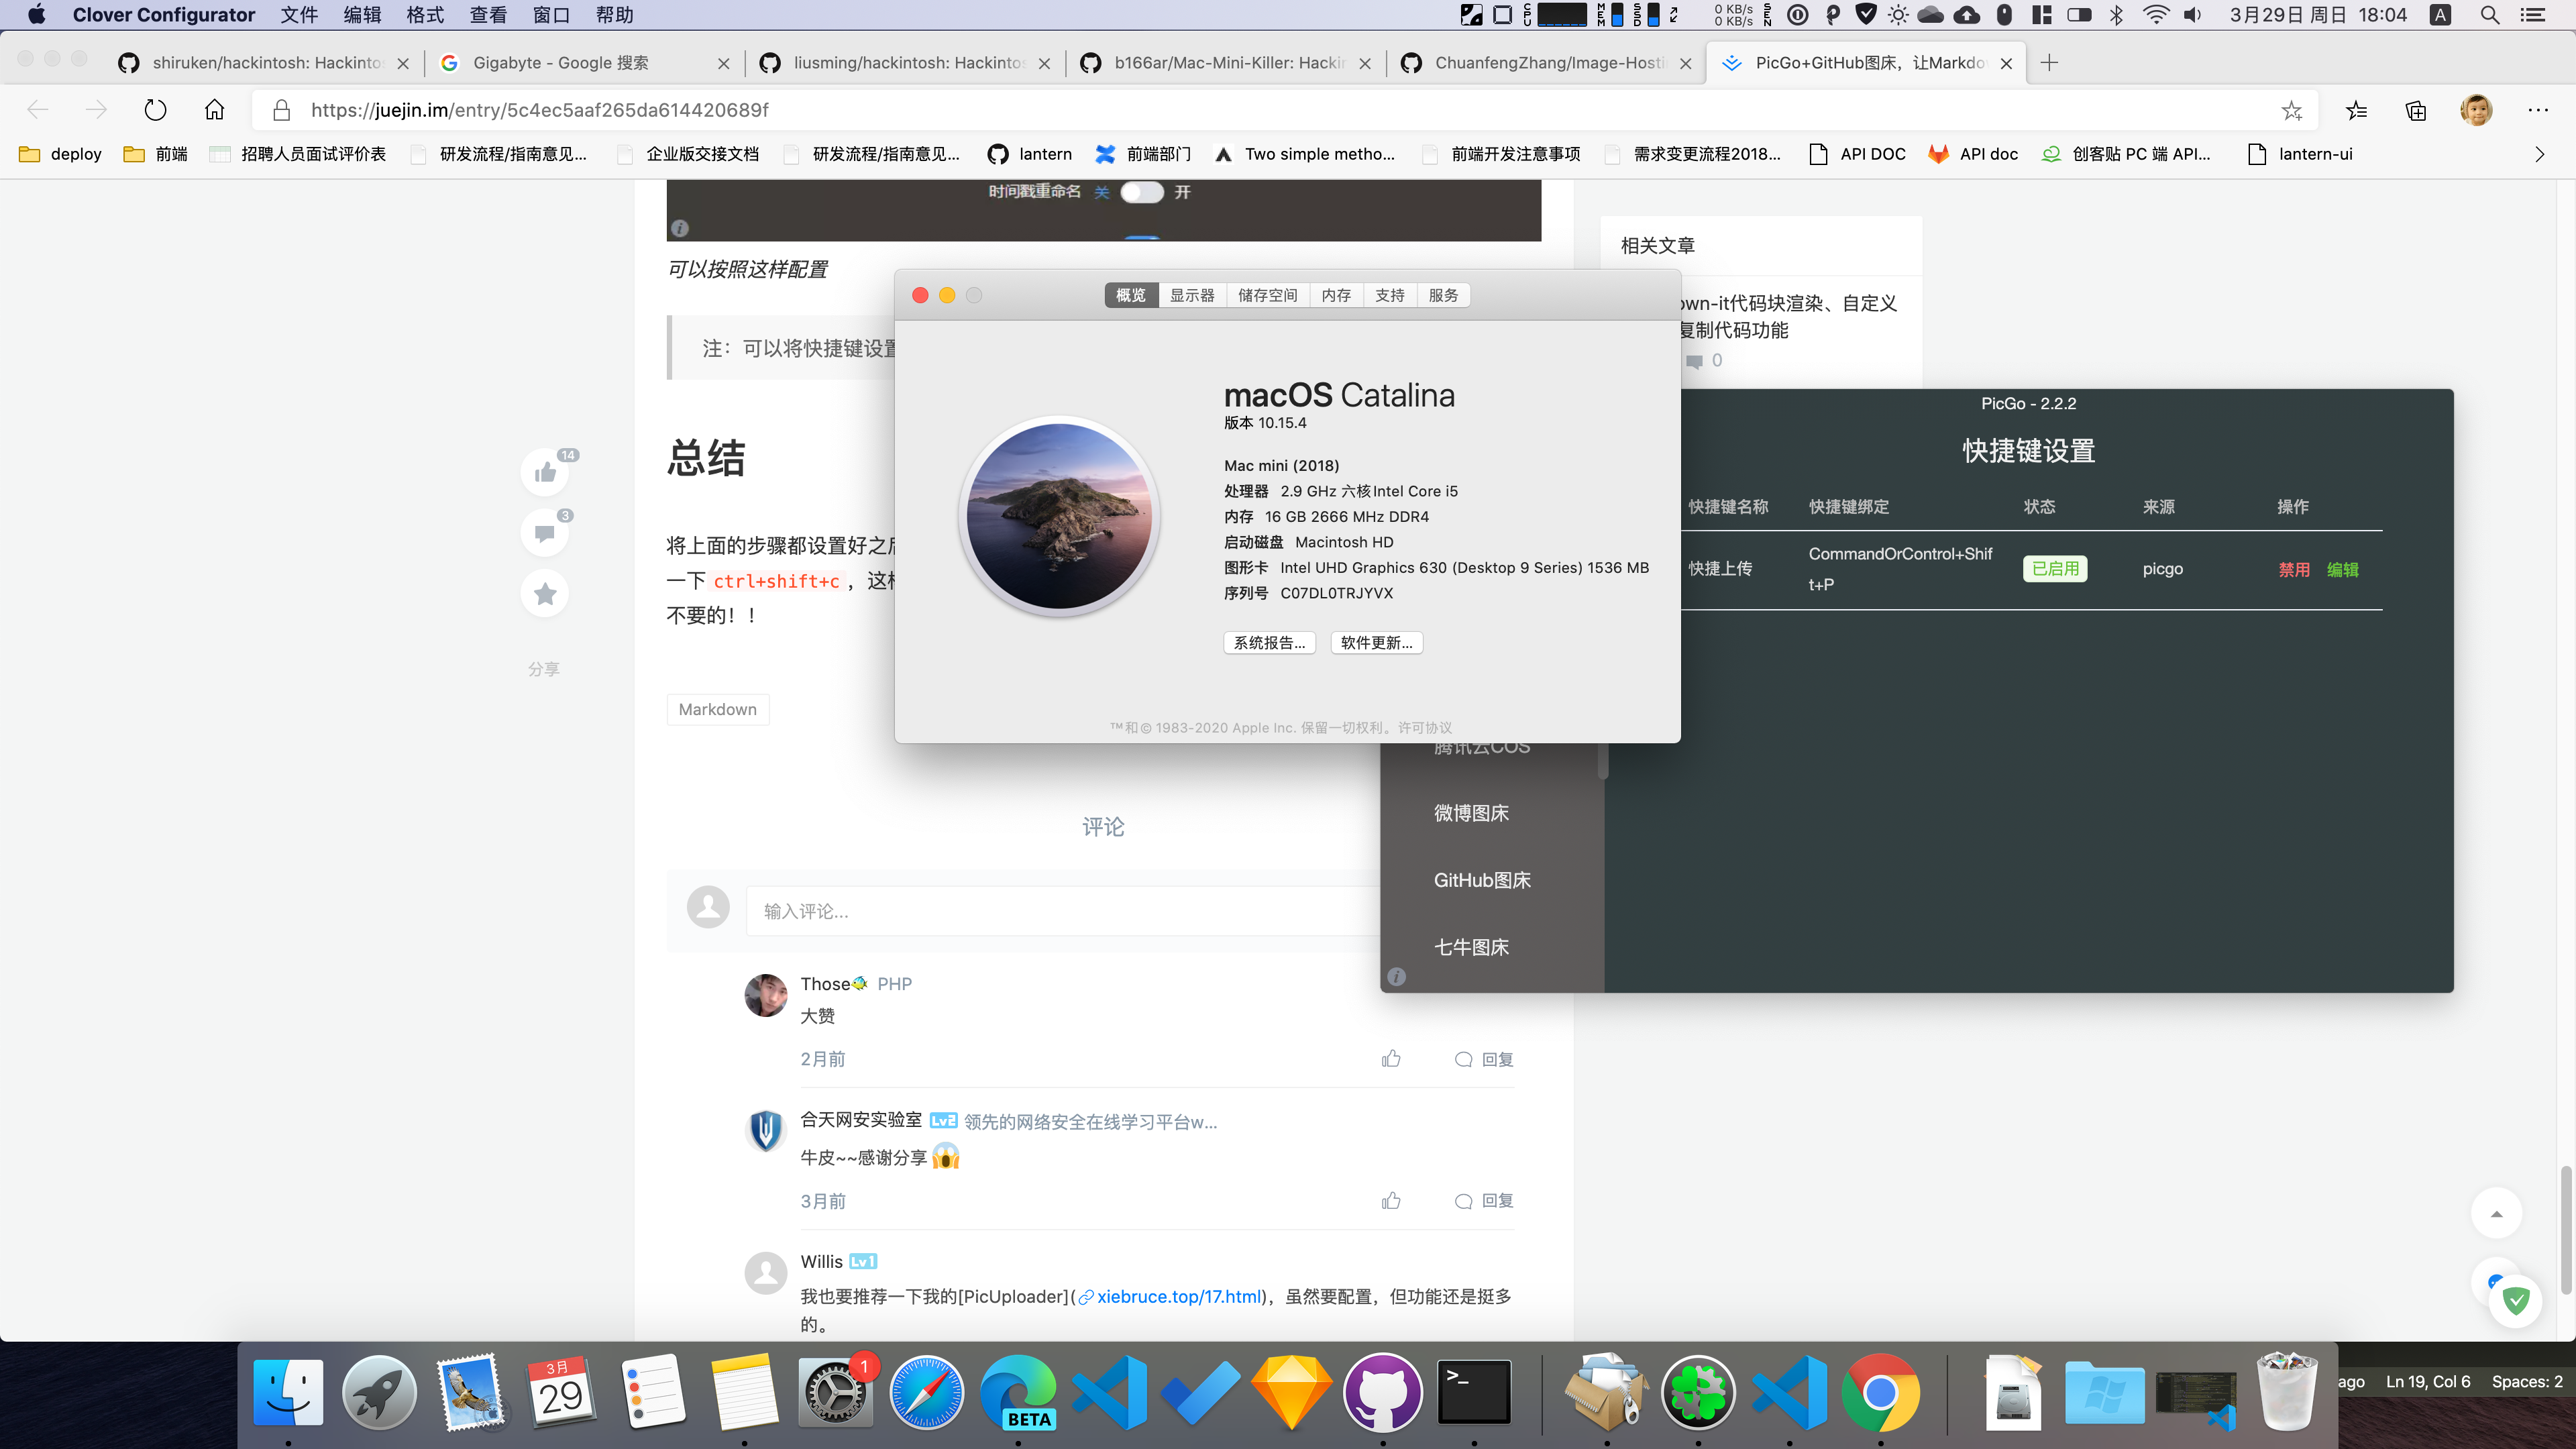 Clover Configurator 文件 编辑 格式 查看 窗口 帮助
CPU MEM SSD 0 KB/s 0 KB/s SEN 3月29日 周日 18:04 A
shiruken/hackintosh: Hackinto
Gigabyte - Google 搜索
liusming/hackintosh: Hackintos
b166ar/Mac-Mini-Killer: Hackin
ChuanfengZhang/Image-Hosti
PicGo+GitHub图床，让Markdo
https://juejin.im/entry/5c4ec5aaf265da614420689f
deploy 前端 招聘人员面试评价表 研发流程/指南意见... 企业版交接文档 研发流程/指南意见... lantern 前端部门 Two simple metho... 前端开发注意事项 需求变更流程2018... API DOC API doc 创客贴 PC 端 API... lantern-ui
时间戳重命名 关 开
可以按照这样配置
注：可以将快捷键设置
总结
将上面的步骤都设置好之后
一下 ctrl+shift+c，这样
不要的！！
14
3
分享
Markdown
相关文章
own-it代码块渲染、自定义
复制代码功能
0
概览 显示器 储存空间 内存 支持 服务
macOS Catalina
版本 10.15.4
Mac mini (2018)
处理器 2.9 GHz 六核Intel Core i5
内存 16 GB 2666 MHz DDR4
启动磁盘 Macintosh HD
图形卡 Intel UHD Graphics 630 (Desktop 9 Series) 1536 MB
序列号 C07DL0TRJYVX
系统报告... 软件更新...
™和© 1983-2020 Apple Inc. 保留一切权利。许可协议
PicGo - 2.2.2
快捷键设置
快捷键名称 快捷键绑定 状态 来源 操作
快捷上传 CommandOrControl+Shif
t+P 已启用 picgo 禁用 编辑
腾讯云COS
微博图床
GitHub图床
七牛图床
评论
输入评论...
Those PHP
大赞
2月前 回复
合天网安实验室 Lv2 领先的网络安全在线学习平台w...
牛皮~~感谢分享
3月前 回复
Willis Lv1
我也要推荐一下我的[PicUploader](xiebruce.top/17.html)，虽然要配置，但功能还是挺多
的。
3月
29
1
BETA
>_
ago Ln 19, Col 6 Spaces: 2